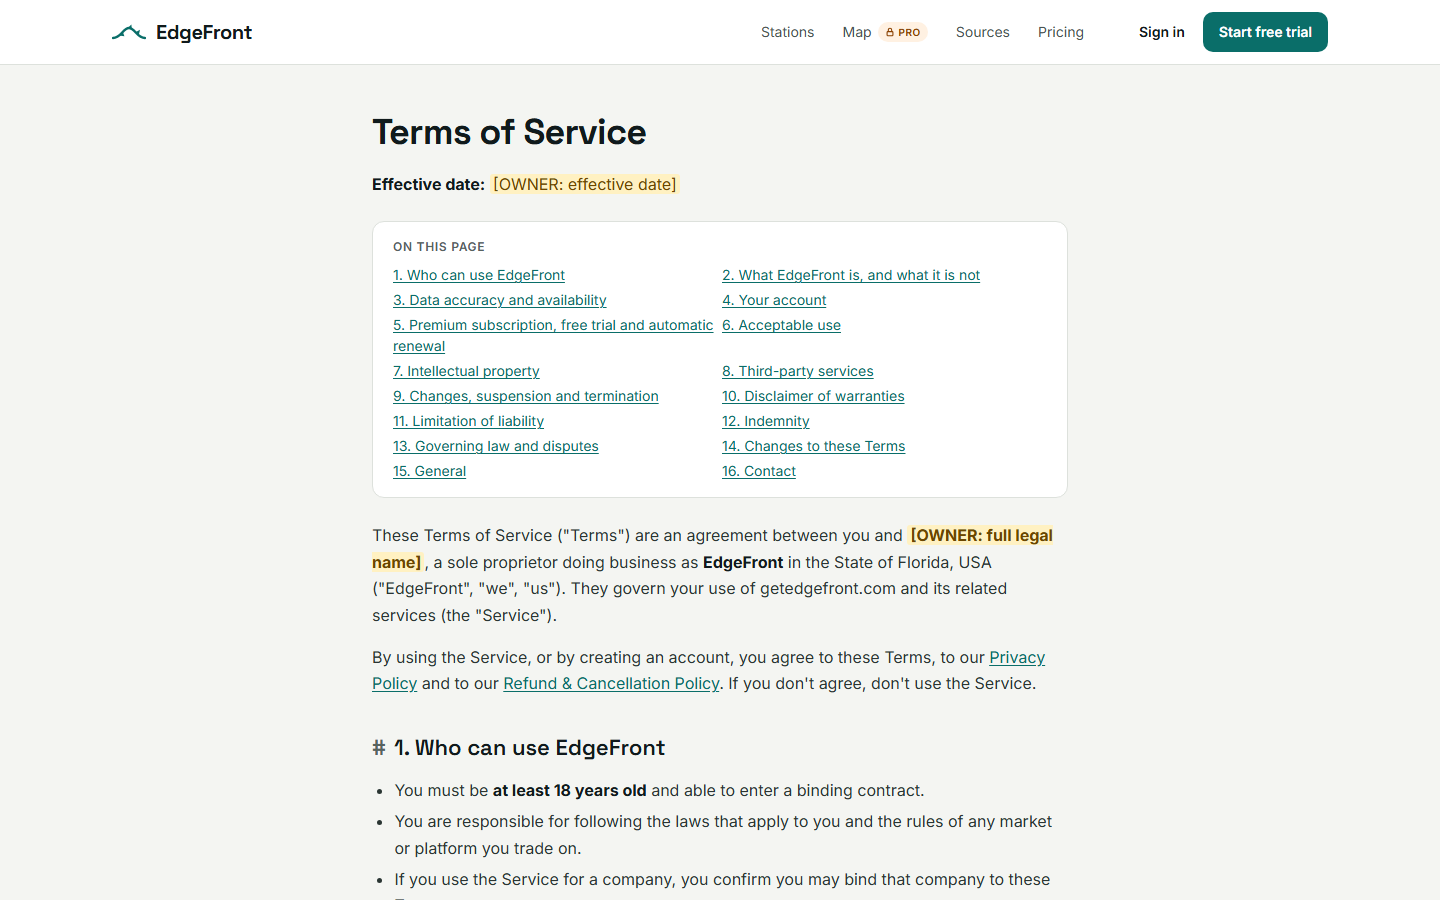 EdgeFront
Stations Map PRO Sources Pricing Sign in Start free trial
Terms of Service
Effective date: [OWNER: effective date]
ON THIS PAGE
1. Who can use EdgeFront 2. What EdgeFront is, and what it is not
3. Data accuracy and availability 4. Your account
5. Premium subscription, free trial and automatic renewal 6. Acceptable use
7. Intellectual property 8. Third-party services
9. Changes, suspension and termination 10. Disclaimer of warranties
11. Limitation of liability 12. Indemnity
13. Governing law and disputes 14. Changes to these Terms
15. General 16. Contact
These Terms of Service ("Terms") are an agreement between you and [OWNER: full legal
name], a sole proprietor doing business as EdgeFront in the State of Florida, USA
("EdgeFront", "we", "us"). They govern your use of getedgefront.com and its related
services (the "Service").
By using the Service, or by creating an account, you agree to these Terms, to our Privacy
Policy and to our Refund & Cancellation Policy. If you don't agree, don't use the Service.
# 1. Who can use EdgeFront
• You must be at least 18 years old and able to enter a binding contract.
• You are responsible for following the laws that apply to you and the rules of any market
or platform you trade on.
• If you use the Service for a company, you confirm you may bind that company to these